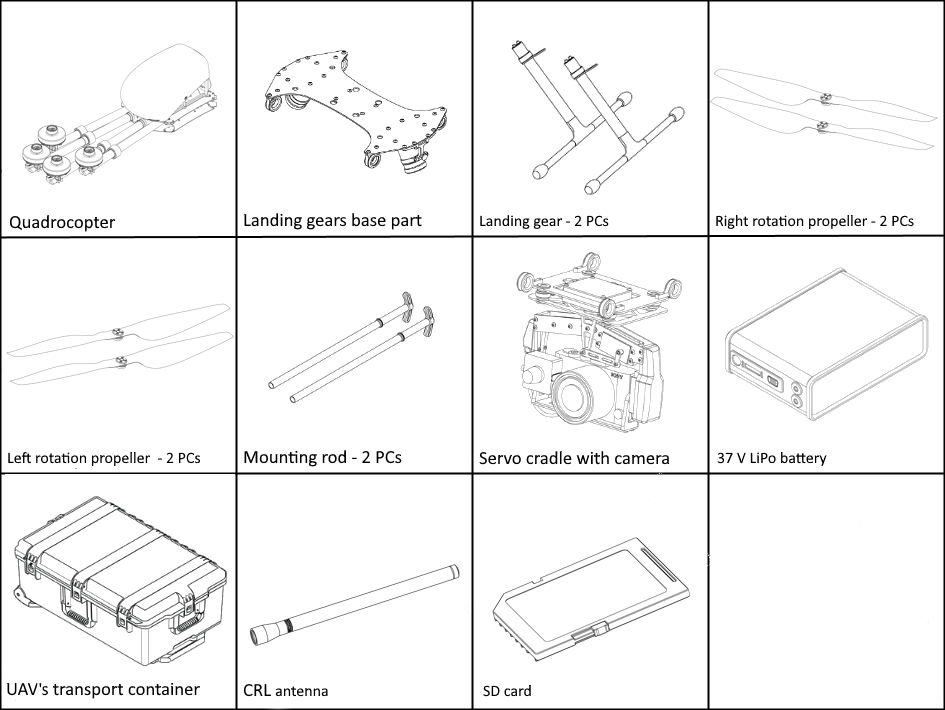 Quadrocopter
Landing gears base part
Landing gear - 2 PCs
Right rotation propeller - 2 PCs
Left rotation propeller - 2 PCs
Mounting rod - 2 PCs
SONY
Servo cradle with camera
37 V LiPo battery
UAV's transport container
CRL antenna
SD card